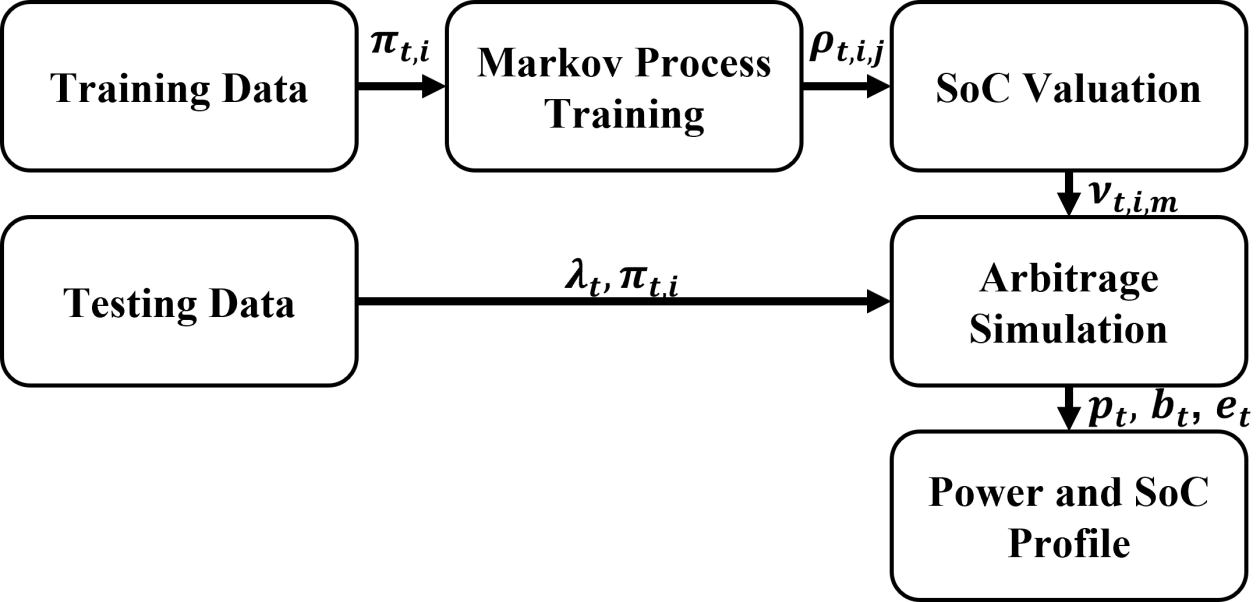 Training Data
π_{t,i}
Markov Process
Training
ρ_{t,i,j}
SoC Valuation
ν_{t,i,m}
Testing Data
λ_t, π_{t,i}
Arbitrage
Simulation
p_t, b_t, e_t
Power and SoC
Profile